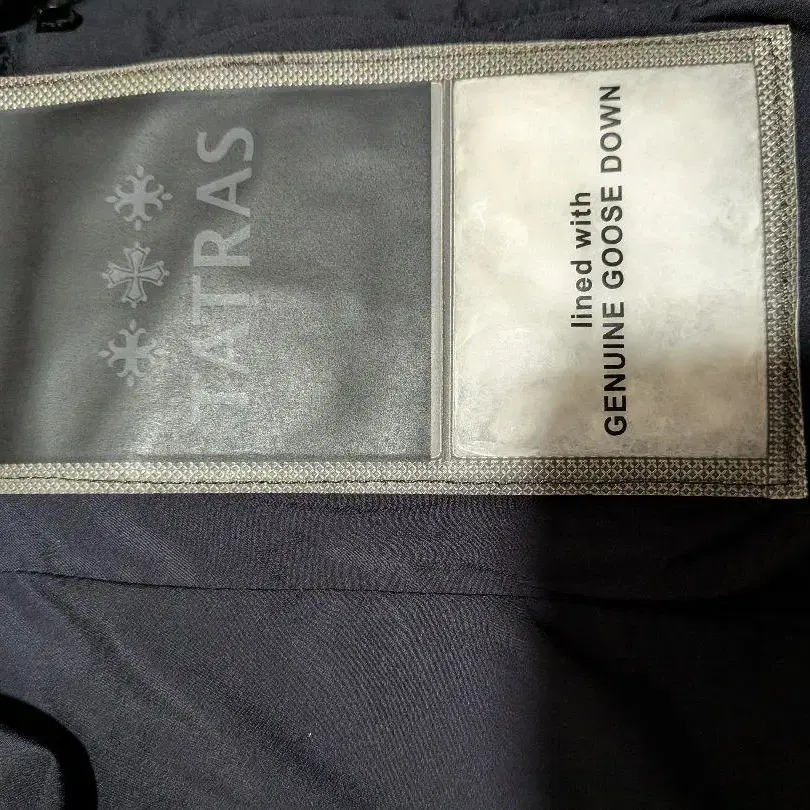 TATRAS
lined with
GENUINE GOOSE DOWN